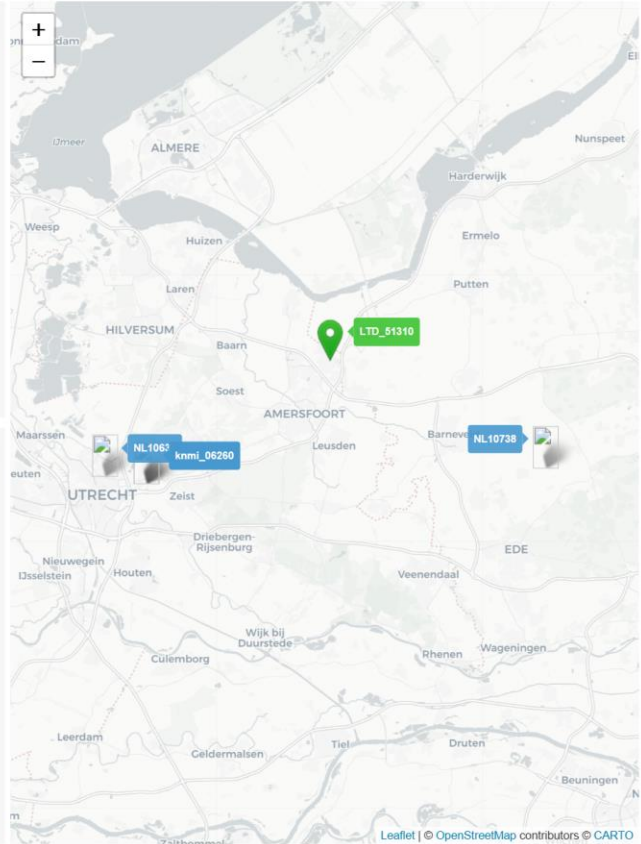 +
−
IJmeer
ALMERE
Nunspeet
Harderwijk
Weesp
Huizen
Ermelo
Laren
Putten
HILVERSUM
LTD_51310
Baarn
Soest
AMERSFOORT
Maarssen
Leusden
NL10738
knmi_06260
UTRECHT
Zeist
Driebergen-
Rijsenburg
EDE
Nieuwegein
IJsselstein
Houten
Veenendaal
Wijk bij
Duurstede
Culemborg
Rhenen
Wageningen
Leerdam
Geldermalsen
Tiel
Druten
Beuningen
Leaflet | © OpenStreetMap contributors © CARTO